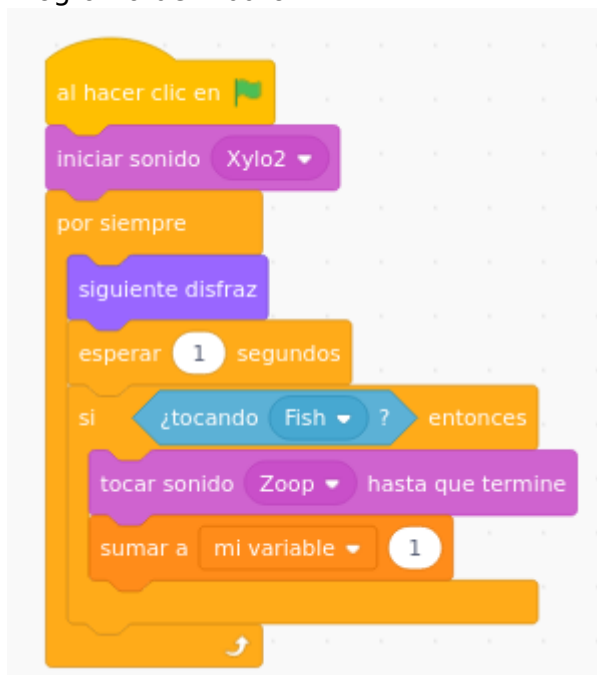 al hacer clic en
iniciar sonido Xylo2
por siempre
siguiente disfraz
esperar 1 segundos
si ¿tocando Fish ? entonces
tocar sonido Zoop hasta que termine
sumar a mi variable 1